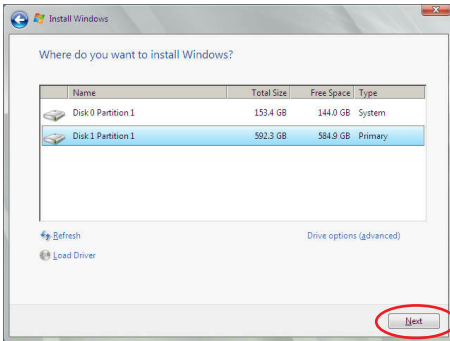 Install Windows
Where do you want to install Windows?
Name Total Size Free Space Type
Disk 0 Partition 1 153.4 GB 144.0 GB System
Disk 1 Partition 1 592.3 GB 584.9 GB Primary
Refresh Drive options (advanced)
Load Driver
Next